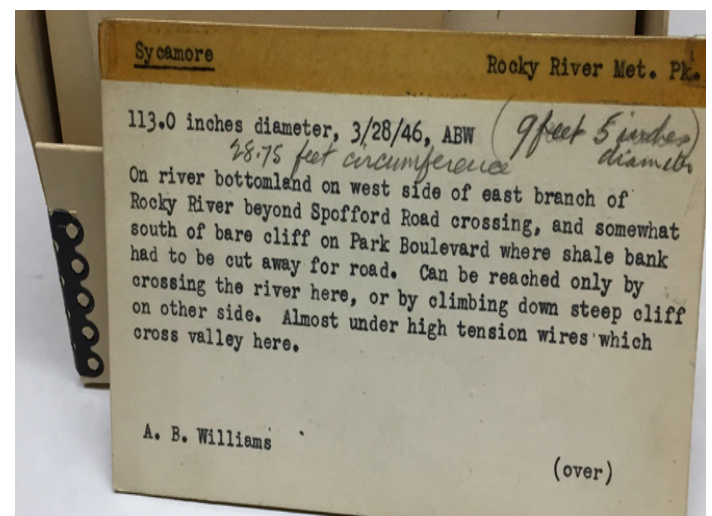 Sycamore Rocky River Met. Pk.
113.0 inches diameter, 3/28/46, ABW (9 feet 5 inches
28.75 feet circumference diameter)
On river bottomland on west side of east branch of
Rocky River beyond Spofford Road crossing, and somewhat
south of bare cliff on Park Boulevard where shale bank
had to be cut away for road. Can be reached only by
crossing the river here, or by climbing down steep cliff
on other side. Almost under high tension wires which
cross valley here.
A. B. Williams
(over)